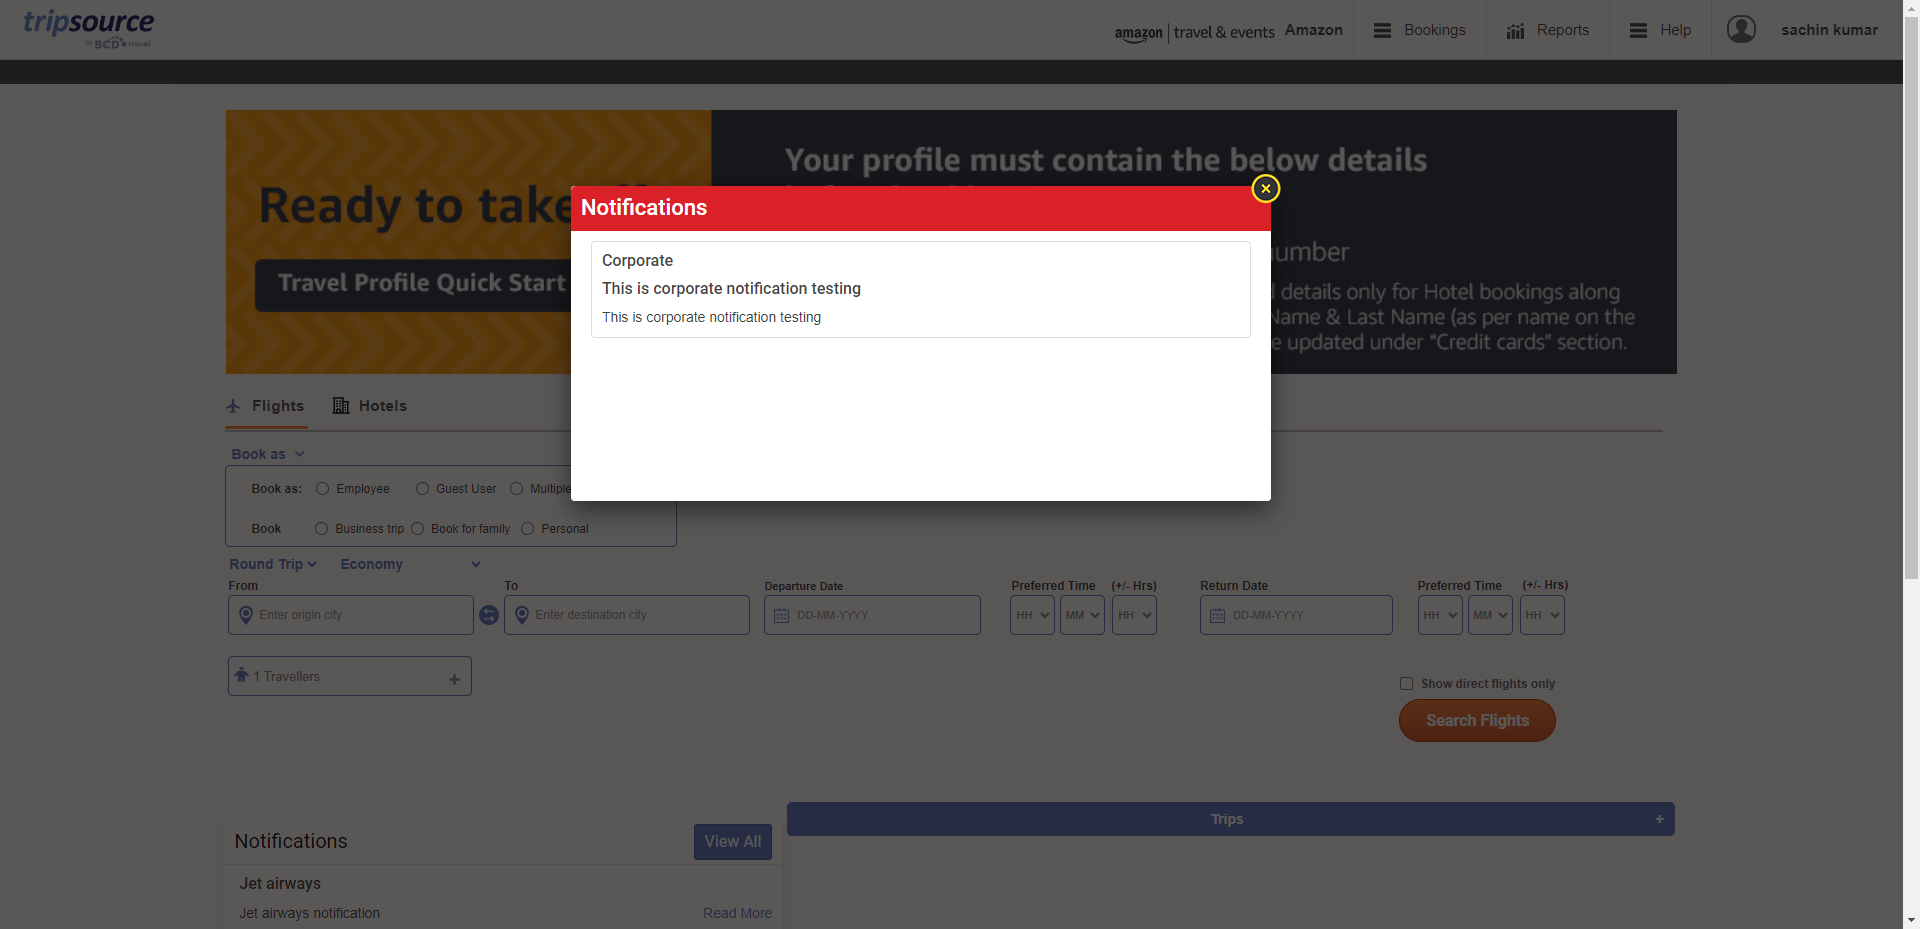 tripsource
by BCD travel
amazon | travel & events Amazon
Bookings
Reports
Help
sachin kumar
Ready to take
Travel Profile Quick Start
Your profile must contain the below details
number
details only for Hotel bookings along
Name & Last Name (as per name on the
e updated under "Credit cards" section.
Notifications
×
Corporate
This is corporate notification testing
This is corporate notification testing
Flights
Hotels
Book as
Book as: Employee Guest User Multiple
Book Business trip Book for family Personal
Round Trip Economy
From To Departure Date Preferred Time (+/- Hrs) Return Date Preferred Time (+/- Hrs)
Enter origin city Enter destination city DD-MM-YYYY HH MM HH DD-MM-YYYY HH MM HH
1 Travellers +
Show direct flights only
Search Flights
Trips +
Notifications View All
Jet airways
Jet airways notification Read More